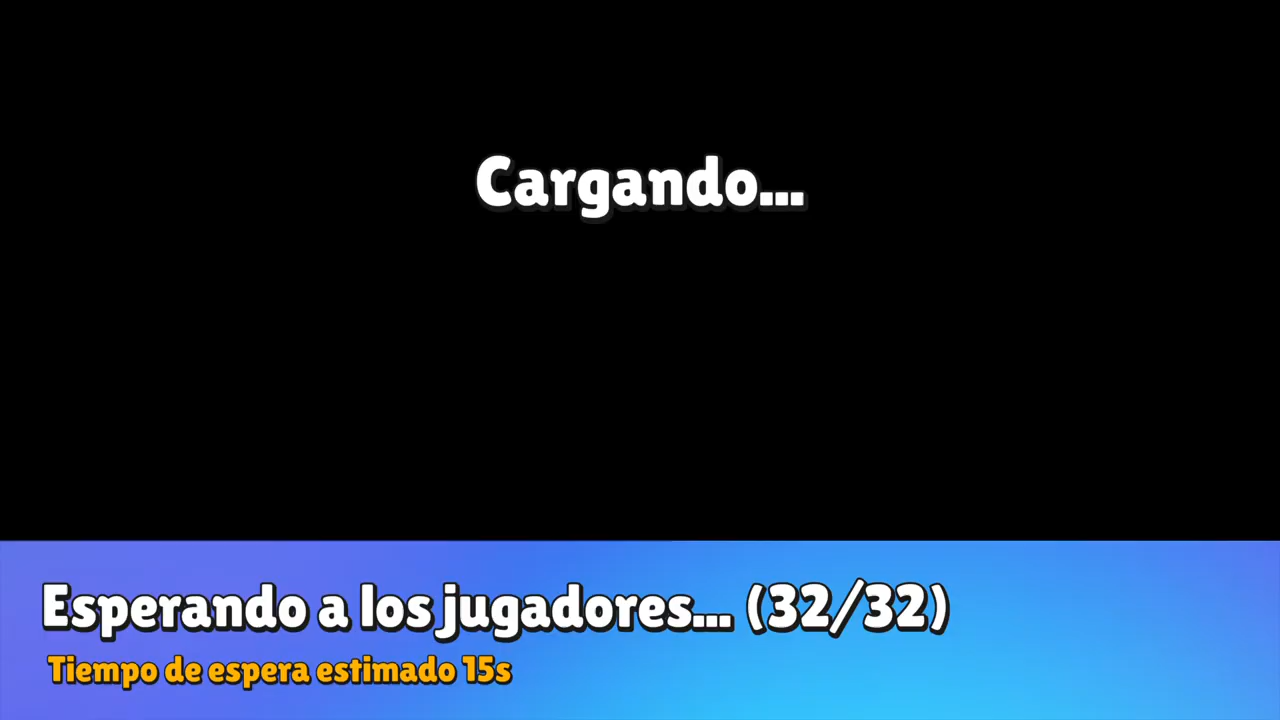 Cargando...
Esperando a los jugadores... (32/32)
Tiempo de espera estimado 15s